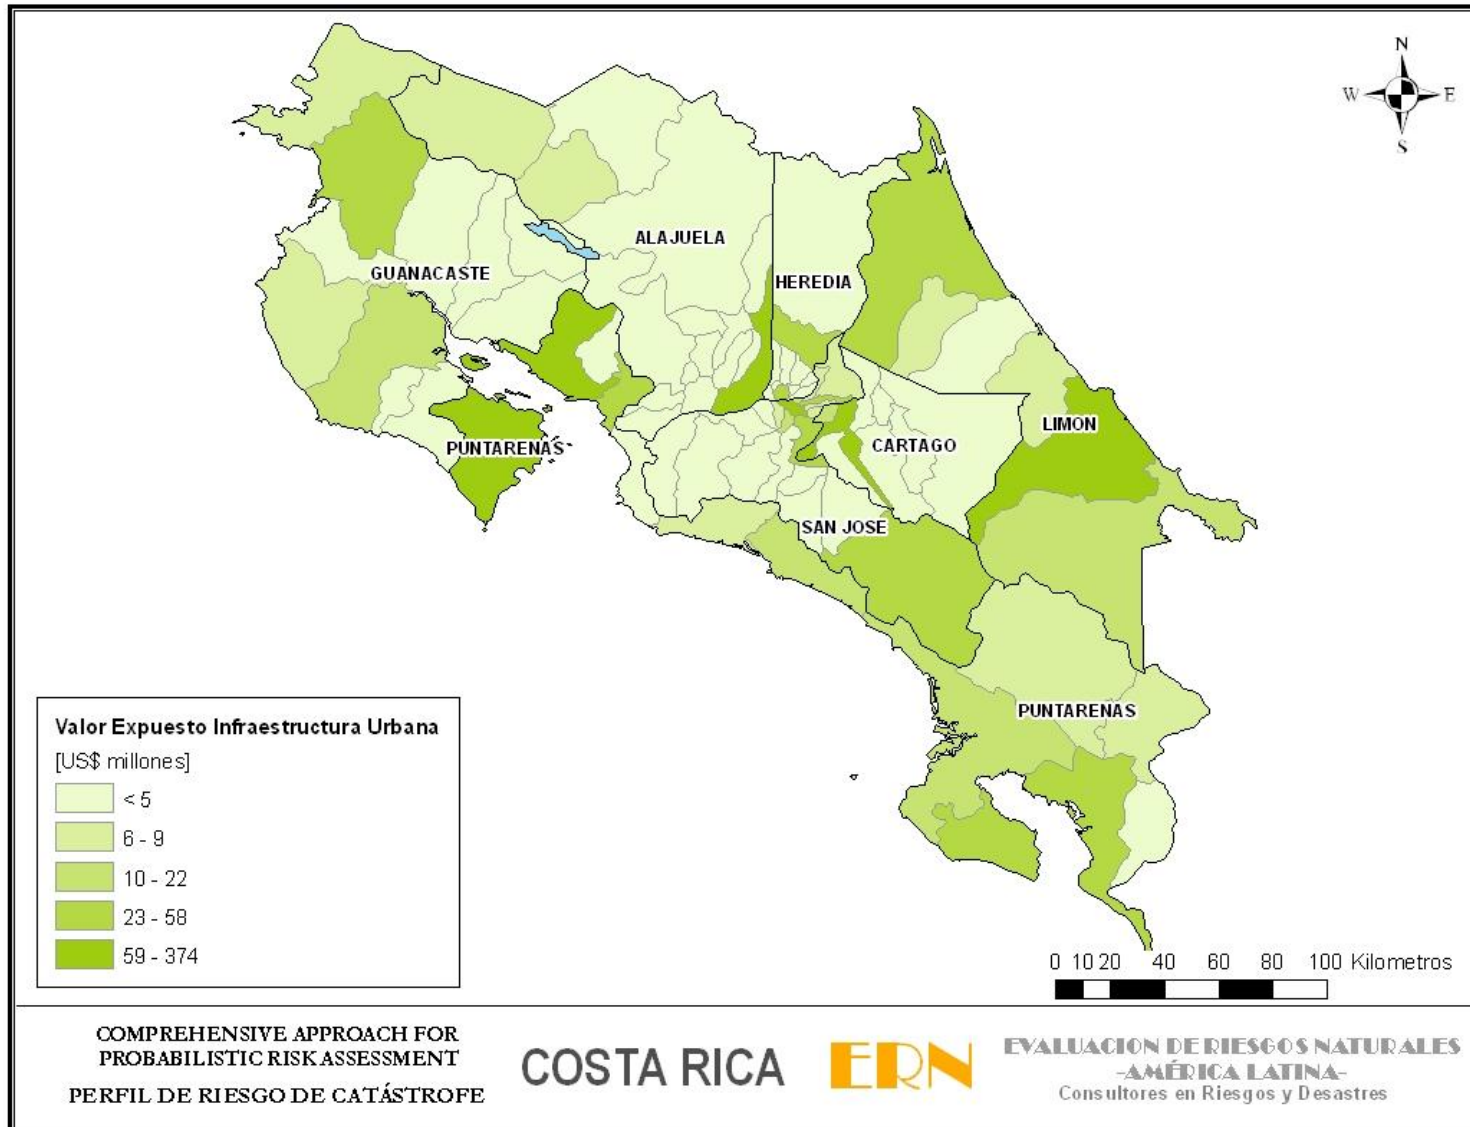 N
W E
S
ALAJUELA
HEREDIA
GUANACASTE
LIMON
PUNTARENAS
CARTAGO
SAN JOSE
PUNTARENAS
Valor Expuesto Infraestructura Urbana
[US$ millones]
< 5
6 - 9
10 - 22
23 - 58
59 - 374
0 10 20 40 60 80 100 Kilometros
COMPREHENSIVE APPROACH FOR
PROBABILISTIC RISK ASSESSMENT
PERFIL DE RIESGO DE CATÁSTROFE
COSTA RICA
ERN
EVALUACION DE RIESGOS NATURALES
-AMÉRICA LATINA-
Consultores en Riesgos y Desastres